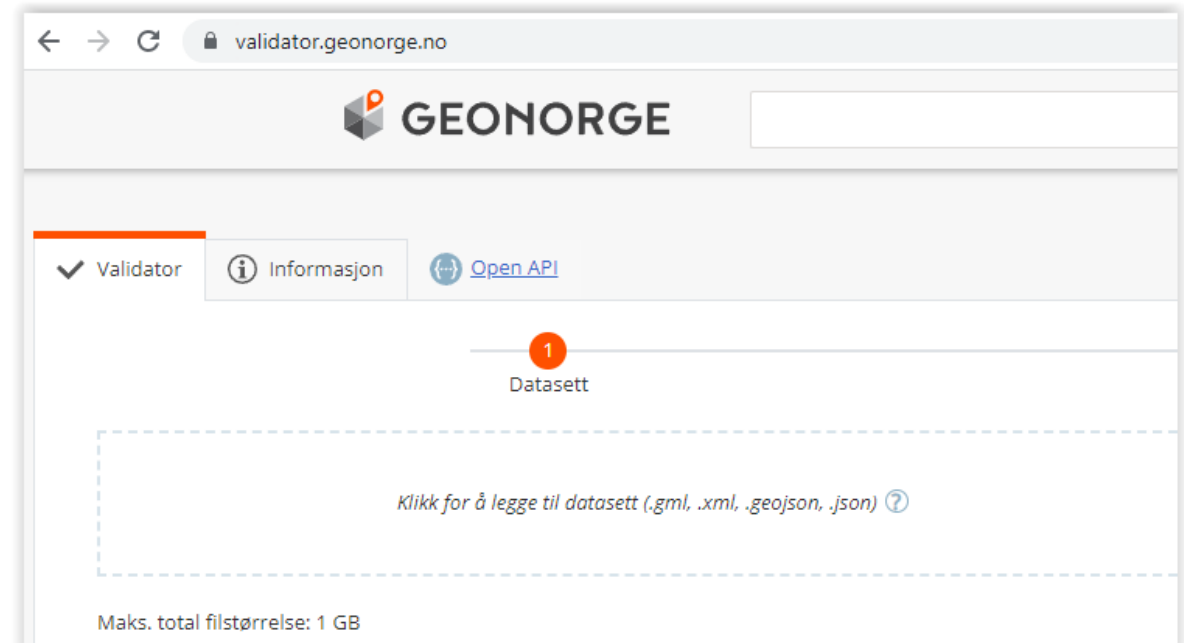 validator.geonorge.no
GEONORGE
Validator
Informasjon
Open API
1
Datasett
Klikk for å legge til datasett (.gml, .xml, .geojson, .json) ?
Maks. total filstørrelse: 1 GB